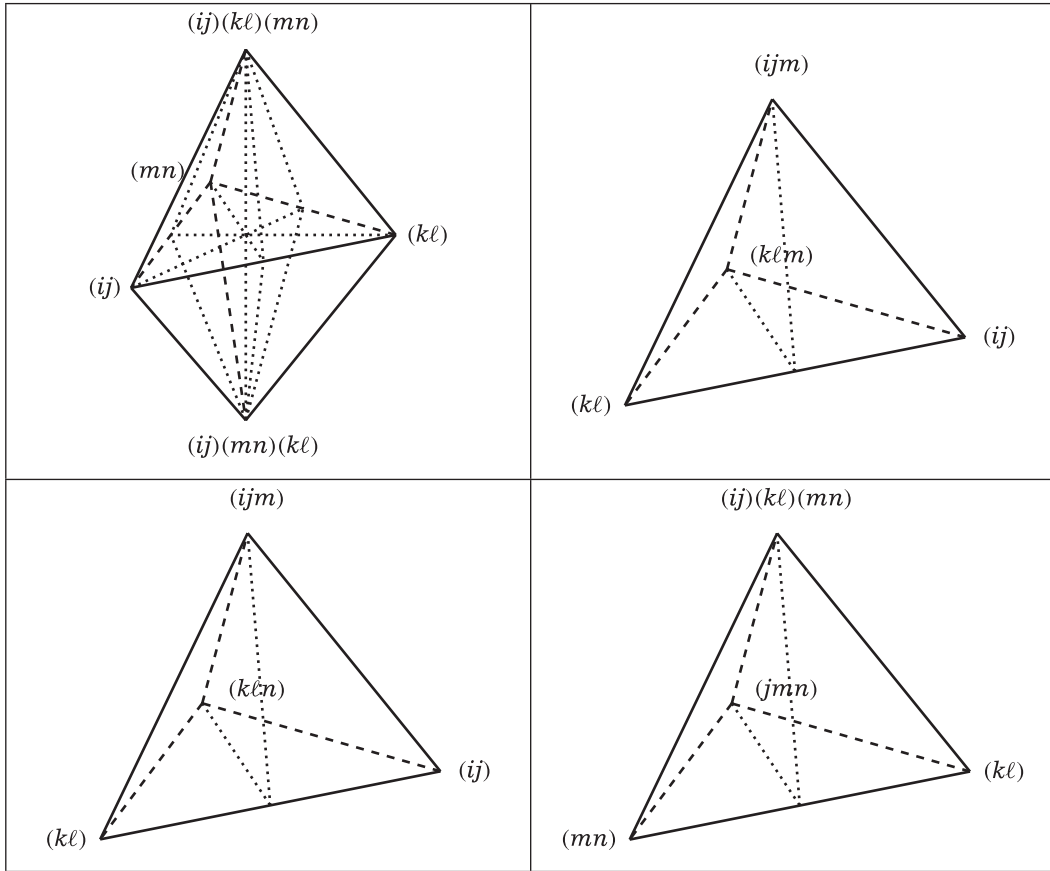 (ij)(kℓ)(mn)
(mn)
(kℓ)
(ij)
(ij)(mn)(kℓ)
(ijm)
(kℓm)
(ij)
(kℓ)
(ijm)
(kℓn)
(ij)
(kℓ)
(ij)(kℓ)(mn)
(jmn)
(kℓ)
(mn)